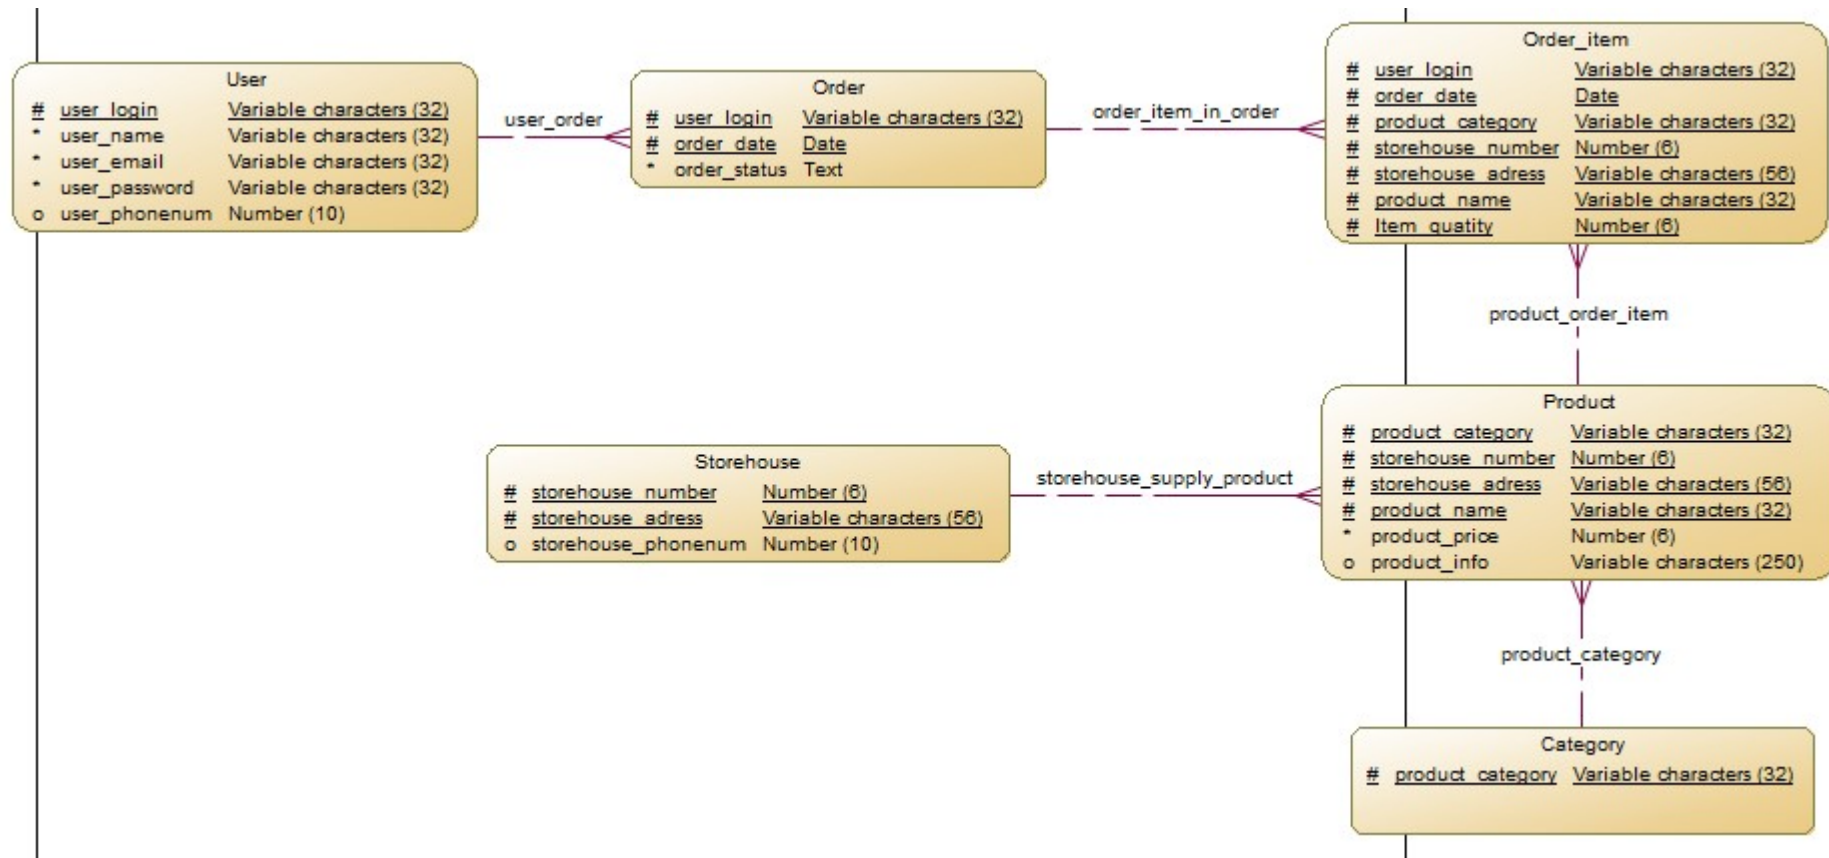 User
# user_login Variable characters (32)
* user_name Variable characters (32)
* user_email Variable characters (32)
* user_password Variable characters (32)
o user_phonenum Number (10)
user_order
Order
# user_login Variable characters (32)
# order_date Date
* order_status Text
order_item_in_order
Order_item
# user_login Variable characters (32)
# order_date Date
# product_category Variable characters (32)
# storehouse_number Number (6)
# storehouse_adress Variable characters (56)
# product_name Variable characters (32)
# Item_quatity Number (6)
product_order_item
Storehouse
# storehouse_number Number (6)
# storehouse_adress Variable characters (56)
o storehouse_phonenum Number (10)
storehouse_supply_product
Product
# product_category Variable characters (32)
# storehouse_number Number (6)
# storehouse_adress Variable characters (56)
# product_name Variable characters (32)
* product_price Number (6)
o product_info Variable characters (250)
product_category
Category
# product_category Variable characters (32)